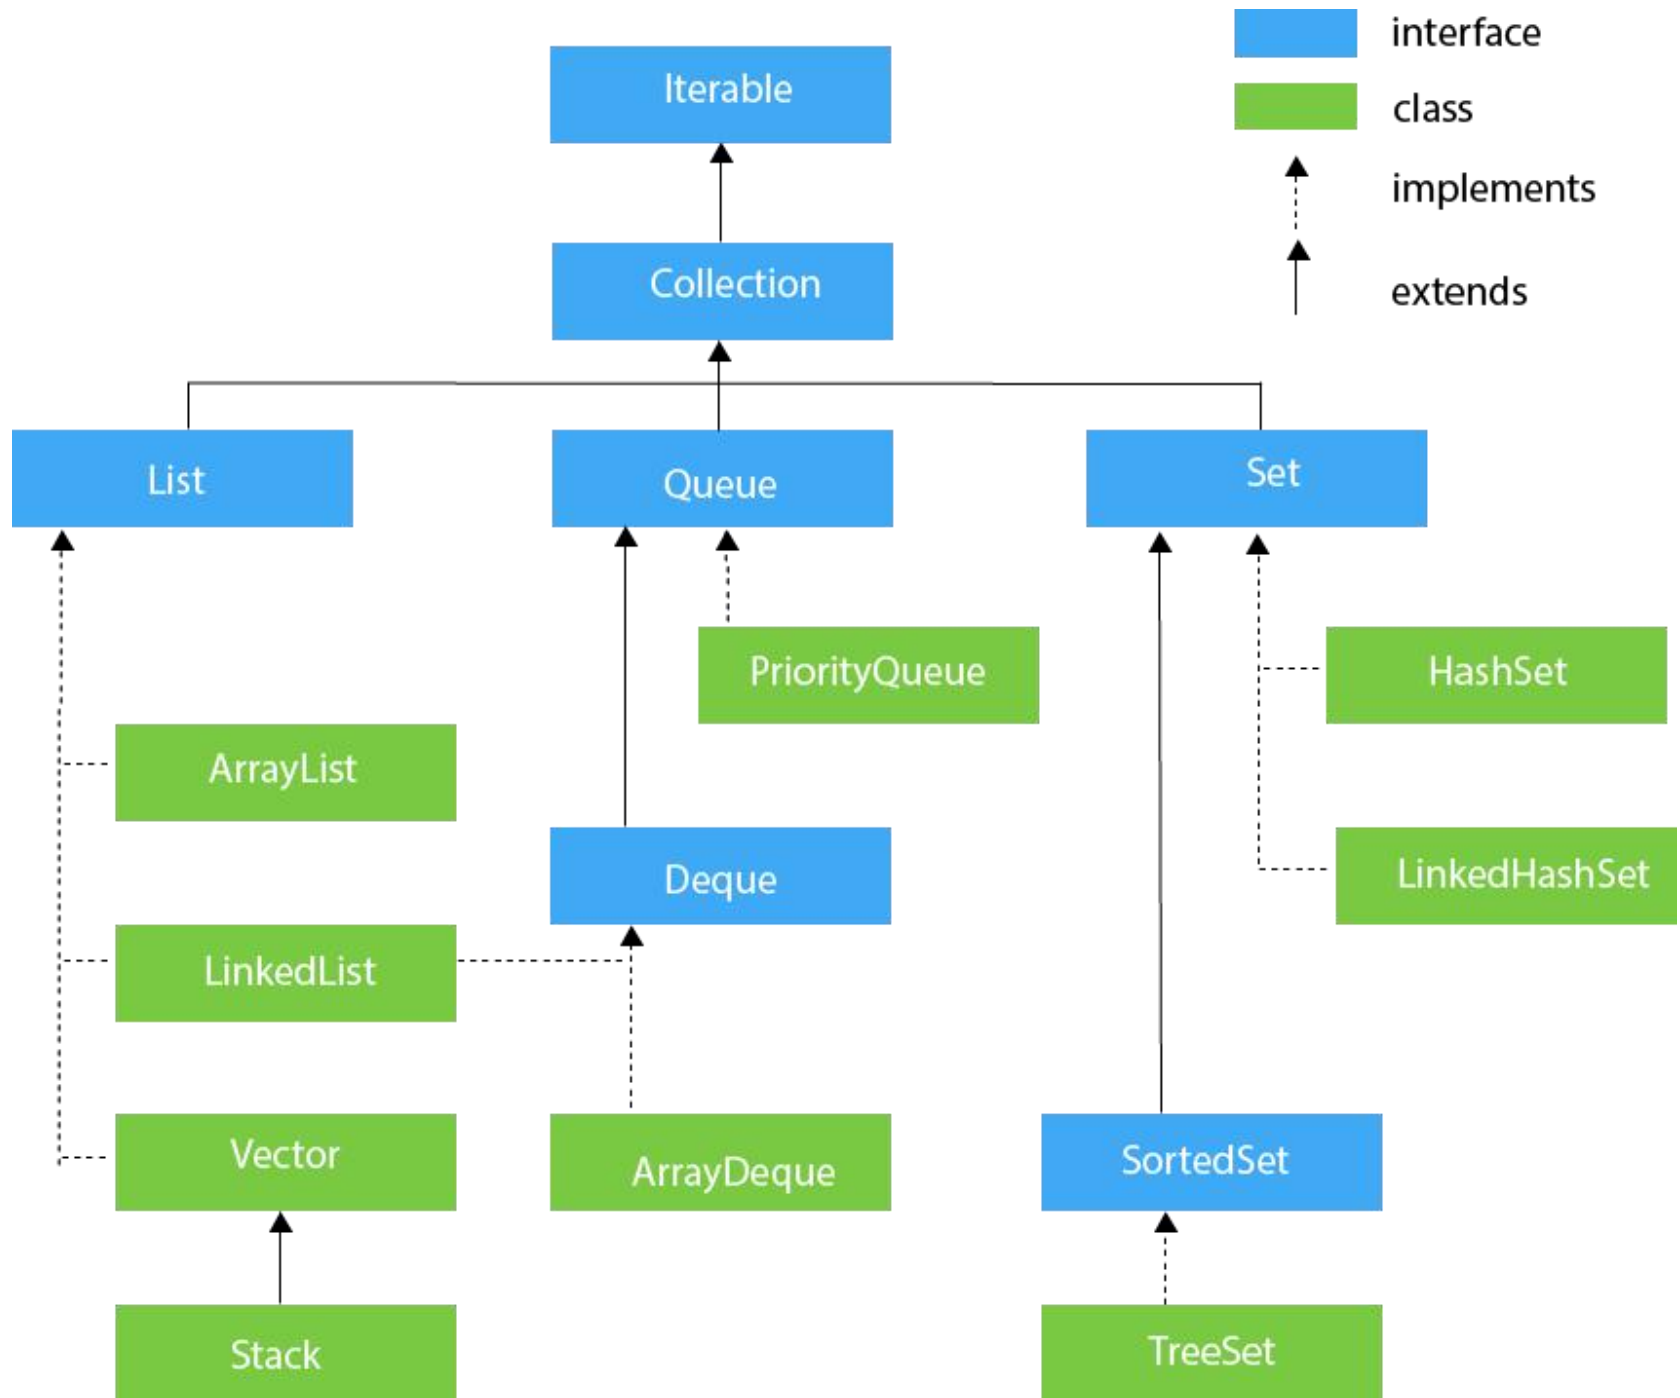 interface
Iterable
class
implements
Collection
extends
List
Queue
Set
PriorityQueue
HashSet
ArrayList
Deque
LinkedHashSet
LinkedList
Vector
ArrayDeque
SortedSet
Stack
TreeSet